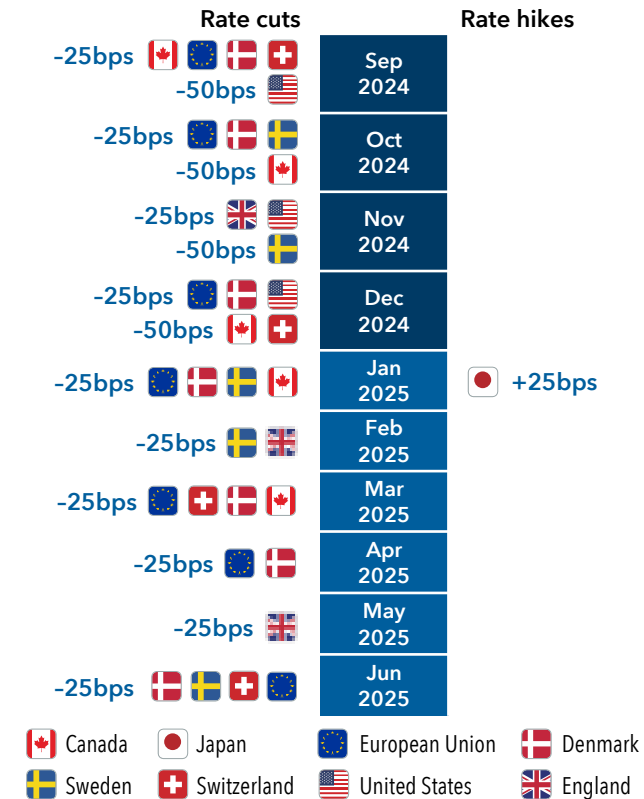 Rate cuts
Rate hikes
–25bps
–50bps
Sep
2024
–25bps
–50bps
Oct
2024
–25bps
–50bps
Nov
2024
–25bps
–50bps
Dec
2024
–25bps
Jan
2025
+25bps
–25bps
Feb
2025
–25bps
Mar
2025
–25bps
Apr
2025
–25bps
May
2025
–25bps
Jun
2025
Canada
Japan
European Union
Denmark
Sweden
Switzerland
United States
England